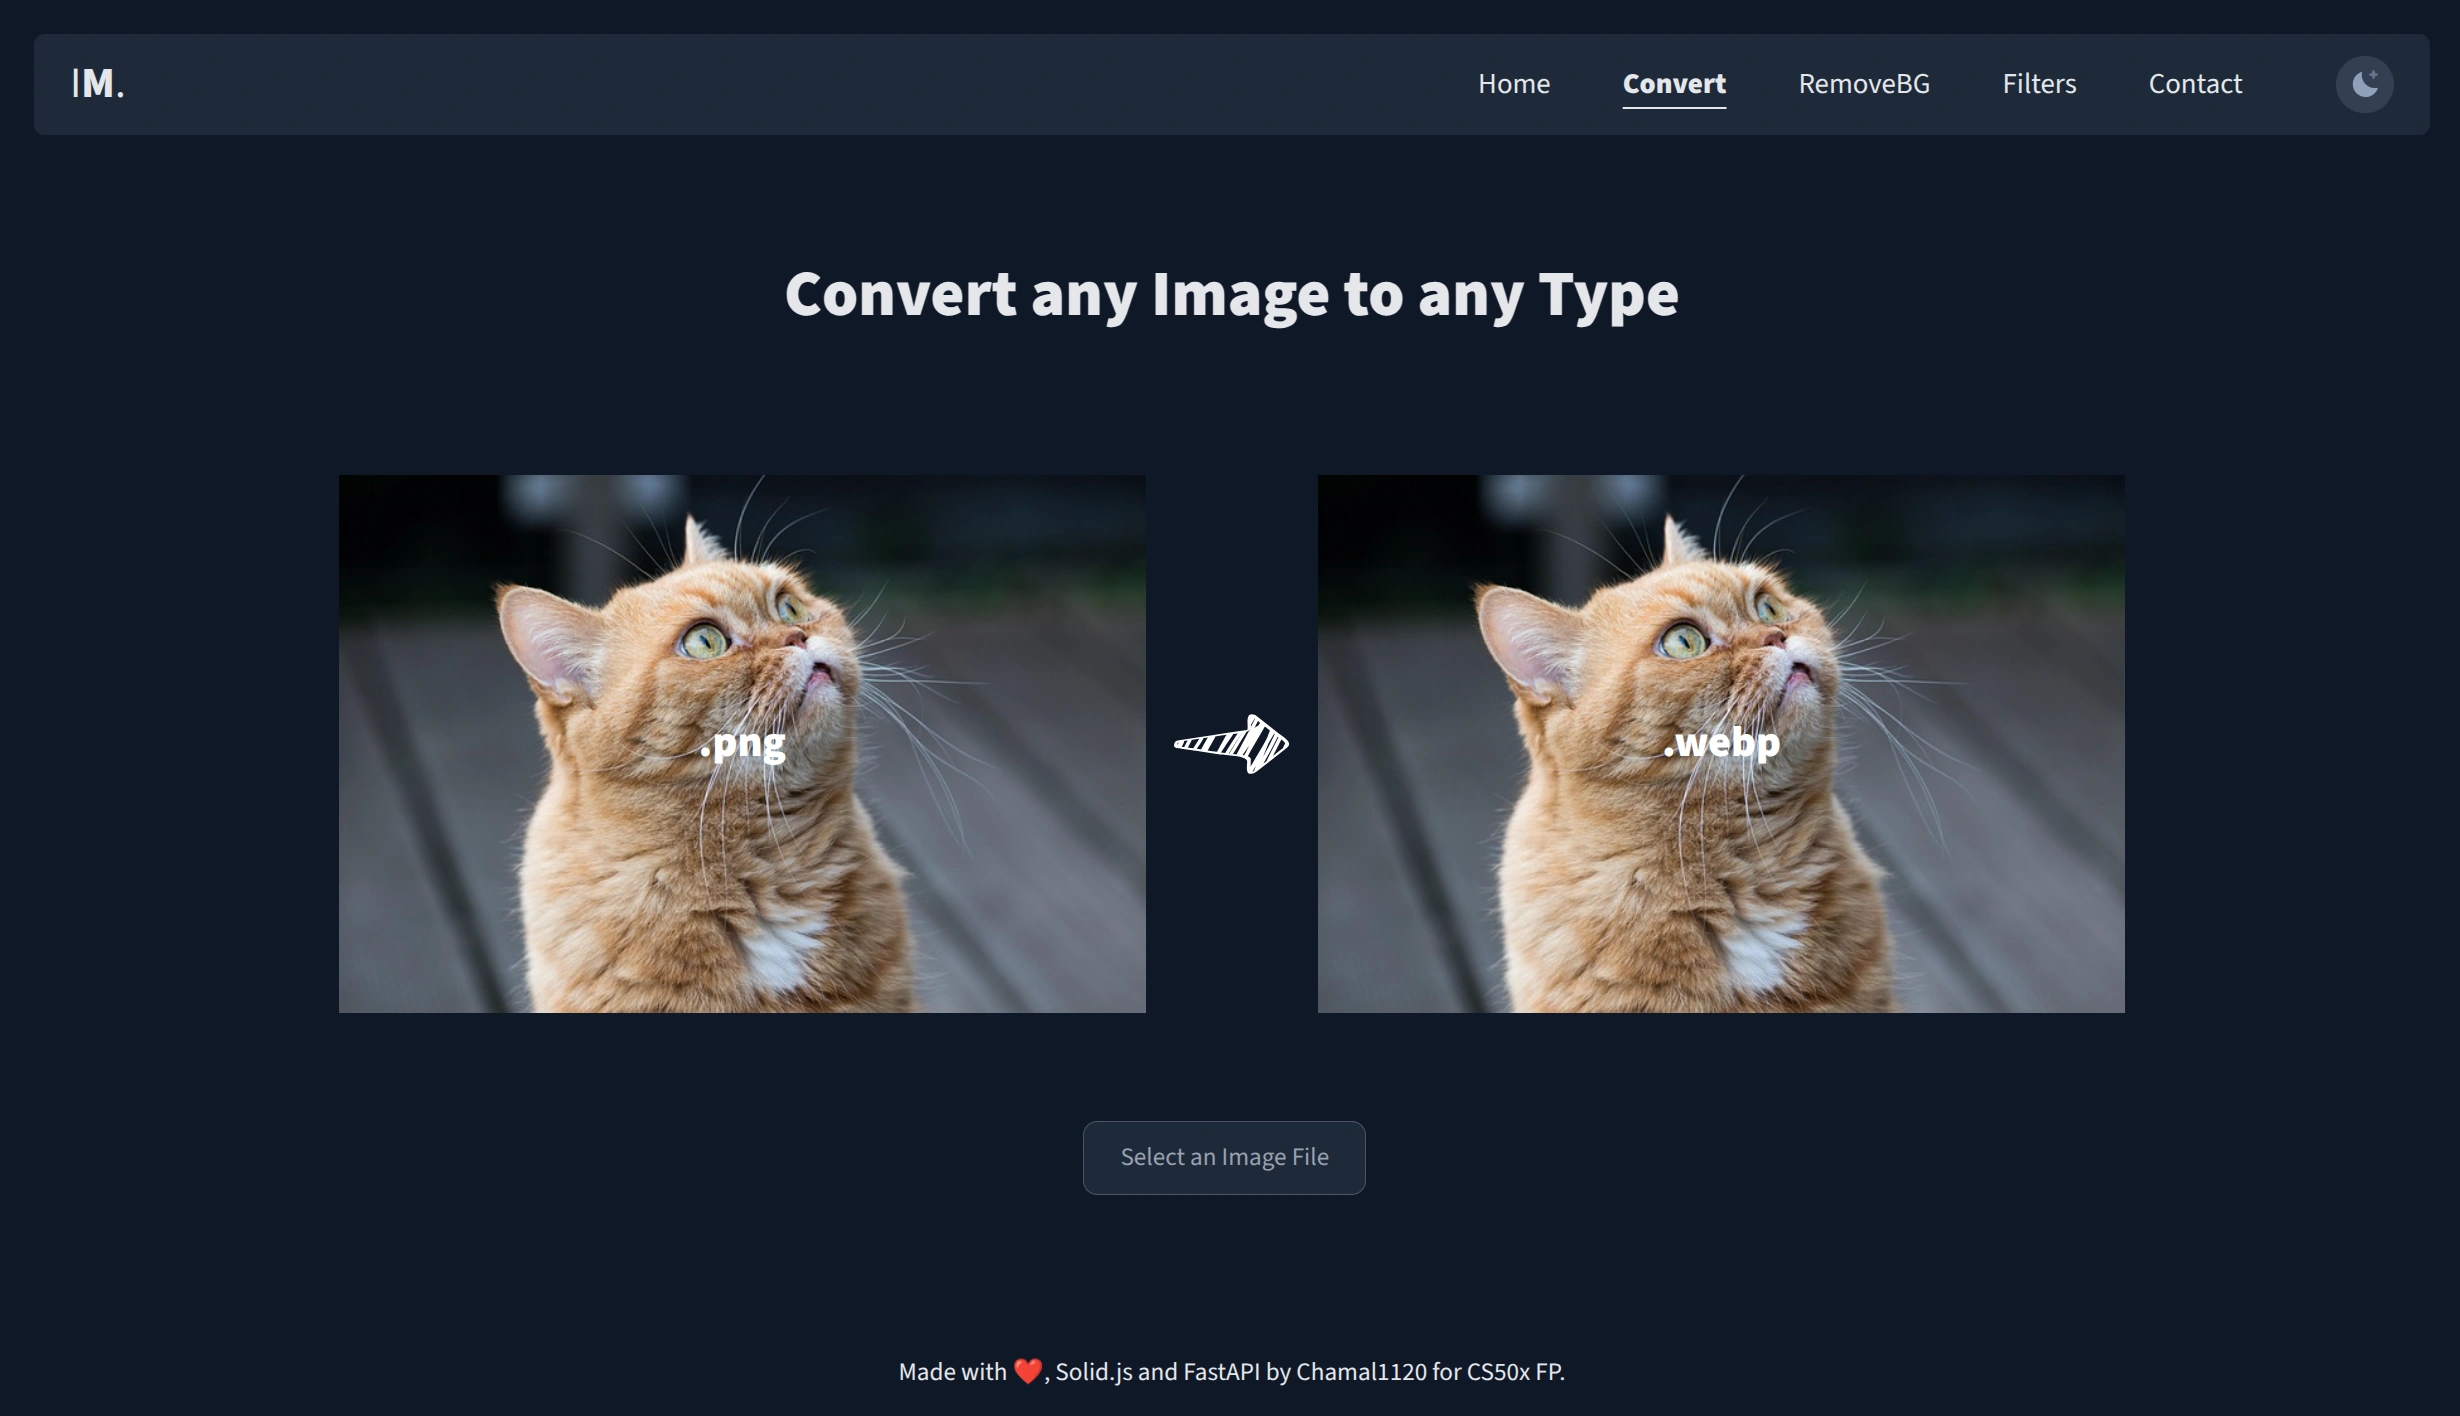 IM.
Home Convert RemoveBG Filters Contact
Convert any Image to any Type
.png
.webp
Select an Image File
Made with ❤️, Solid.js and FastAPI by Chamal1120 for CS50x FP.